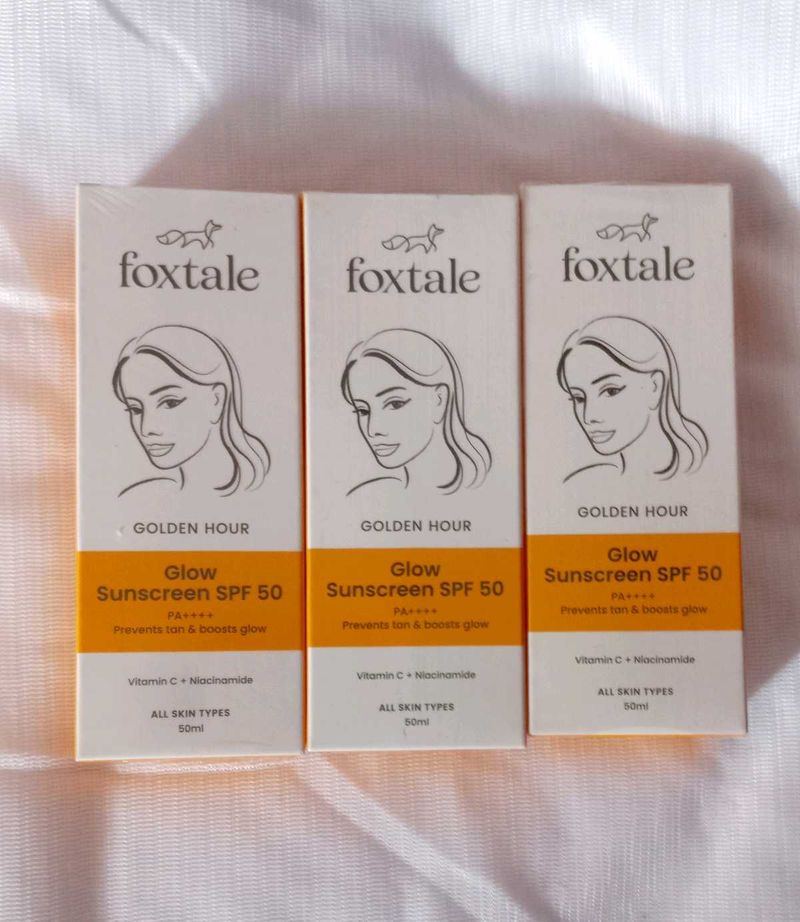 foxtale
GOLDEN HOUR
Glow
Sunscreen SPF 50
PA++++
Prevents tan & boosts glow
Vitamin C + Niacinamide
ALL SKIN TYPES
50ml
foxtale
GOLDEN HOUR
Glow
Sunscreen SPF 50
PA++++
Prevents tan & boosts glow
Vitamin C + Niacinamide
ALL SKIN TYPES
50ml
foxtale
GOLDEN HOUR
Glow
Sunscreen SPF 50
PA++++
Prevents tan & boosts glow
Vitamin C + Niacinamide
ALL SKIN TYPES
50ml